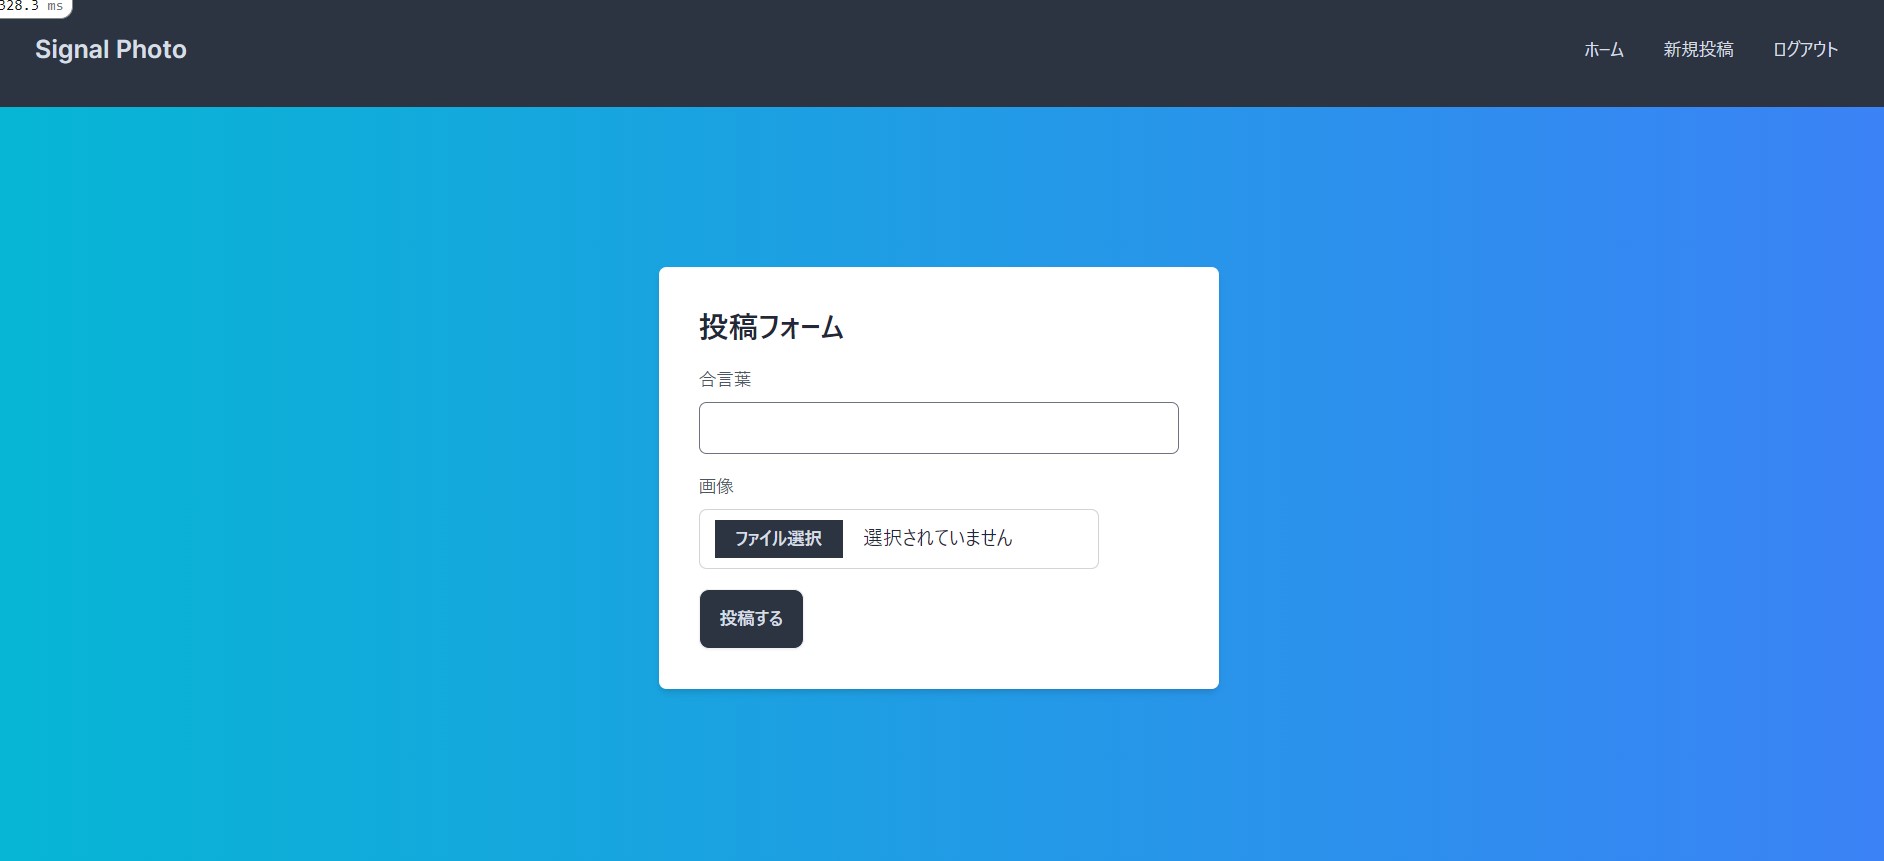 328.3 ms
Signal Photo
ホーム 新規投稿 ログアウト
投稿フォーム
合言葉
画像
ファイル選択 選択されていません
投稿する